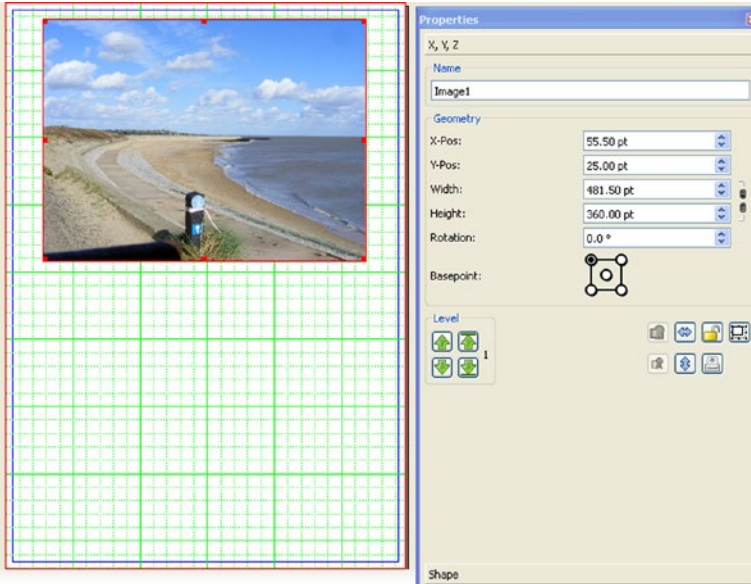 Properties
X, Y, Z
Name
Image1
Geometry
X-Pos: 55.50 pt
Y-Pos: 25.00 pt
Width: 481.50 pt
Height: 360.00 pt
Rotation: 0.0 °
Basepoint:
Level
1
Shape